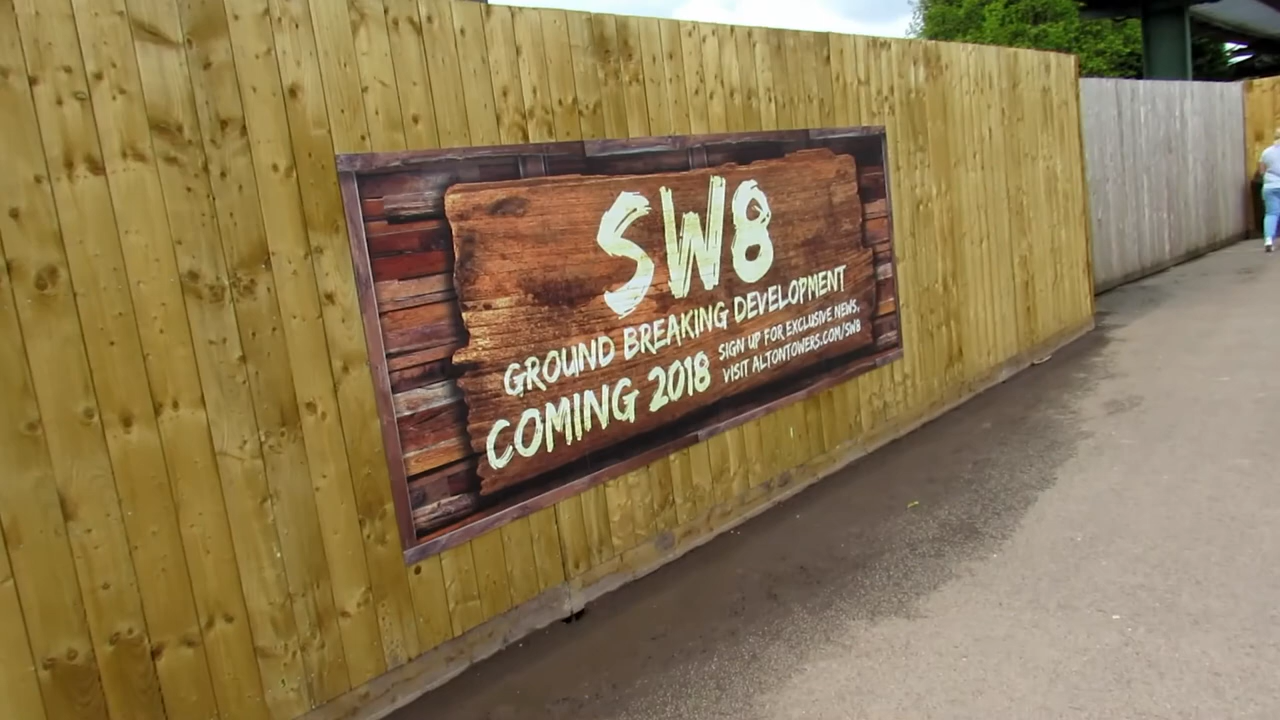 SW8
GROUND BREAKING DEVELOPMENT
COMING 2018
SIGN UP FOR EXCLUSIVE NEWS,
VISIT ALTONTOWERS.COM/SW8